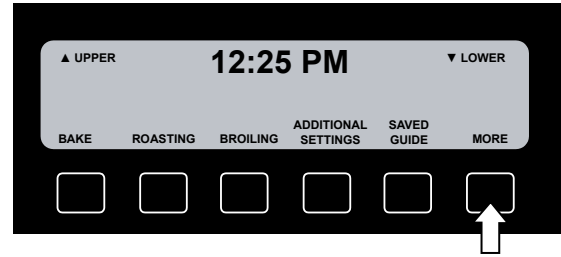 ▲ UPPER 12:25 PM ▼ LOWER
BAKE ROASTING BROILING ADDITIONAL SETTINGS SAVED GUIDE MORE